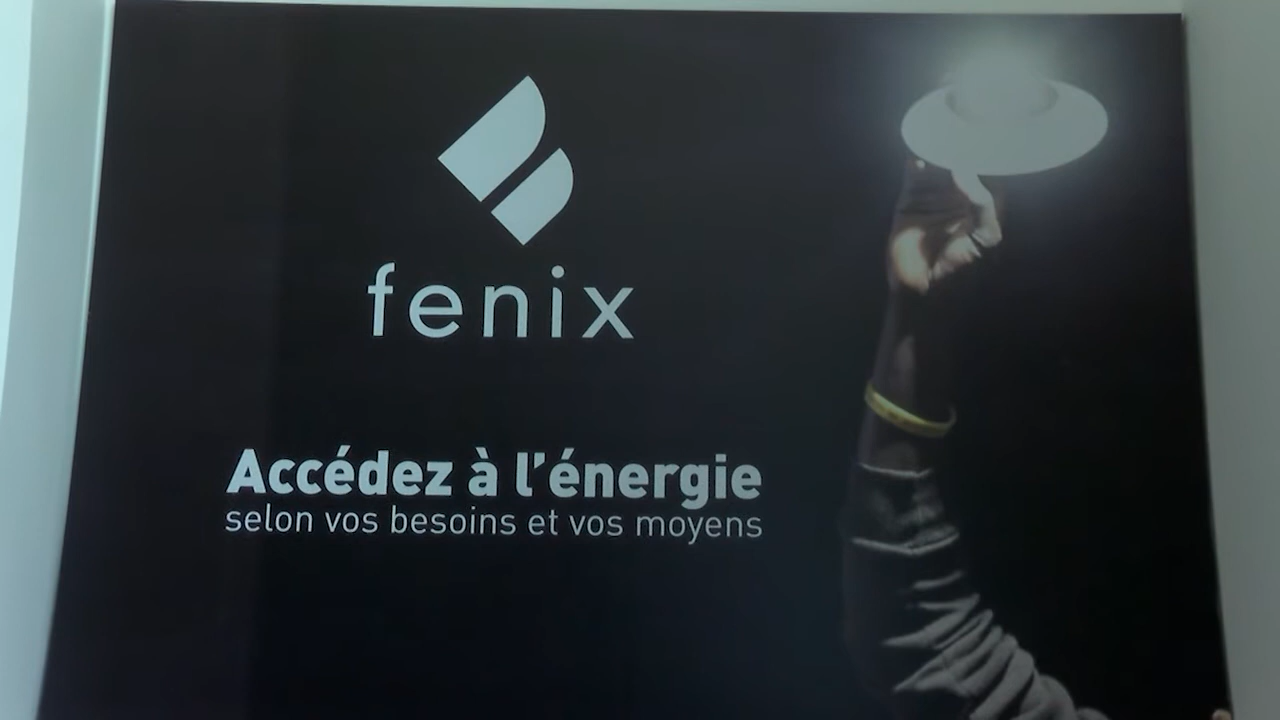 fenix
Accédez à l'énergie
selon vos besoins et vos moyens